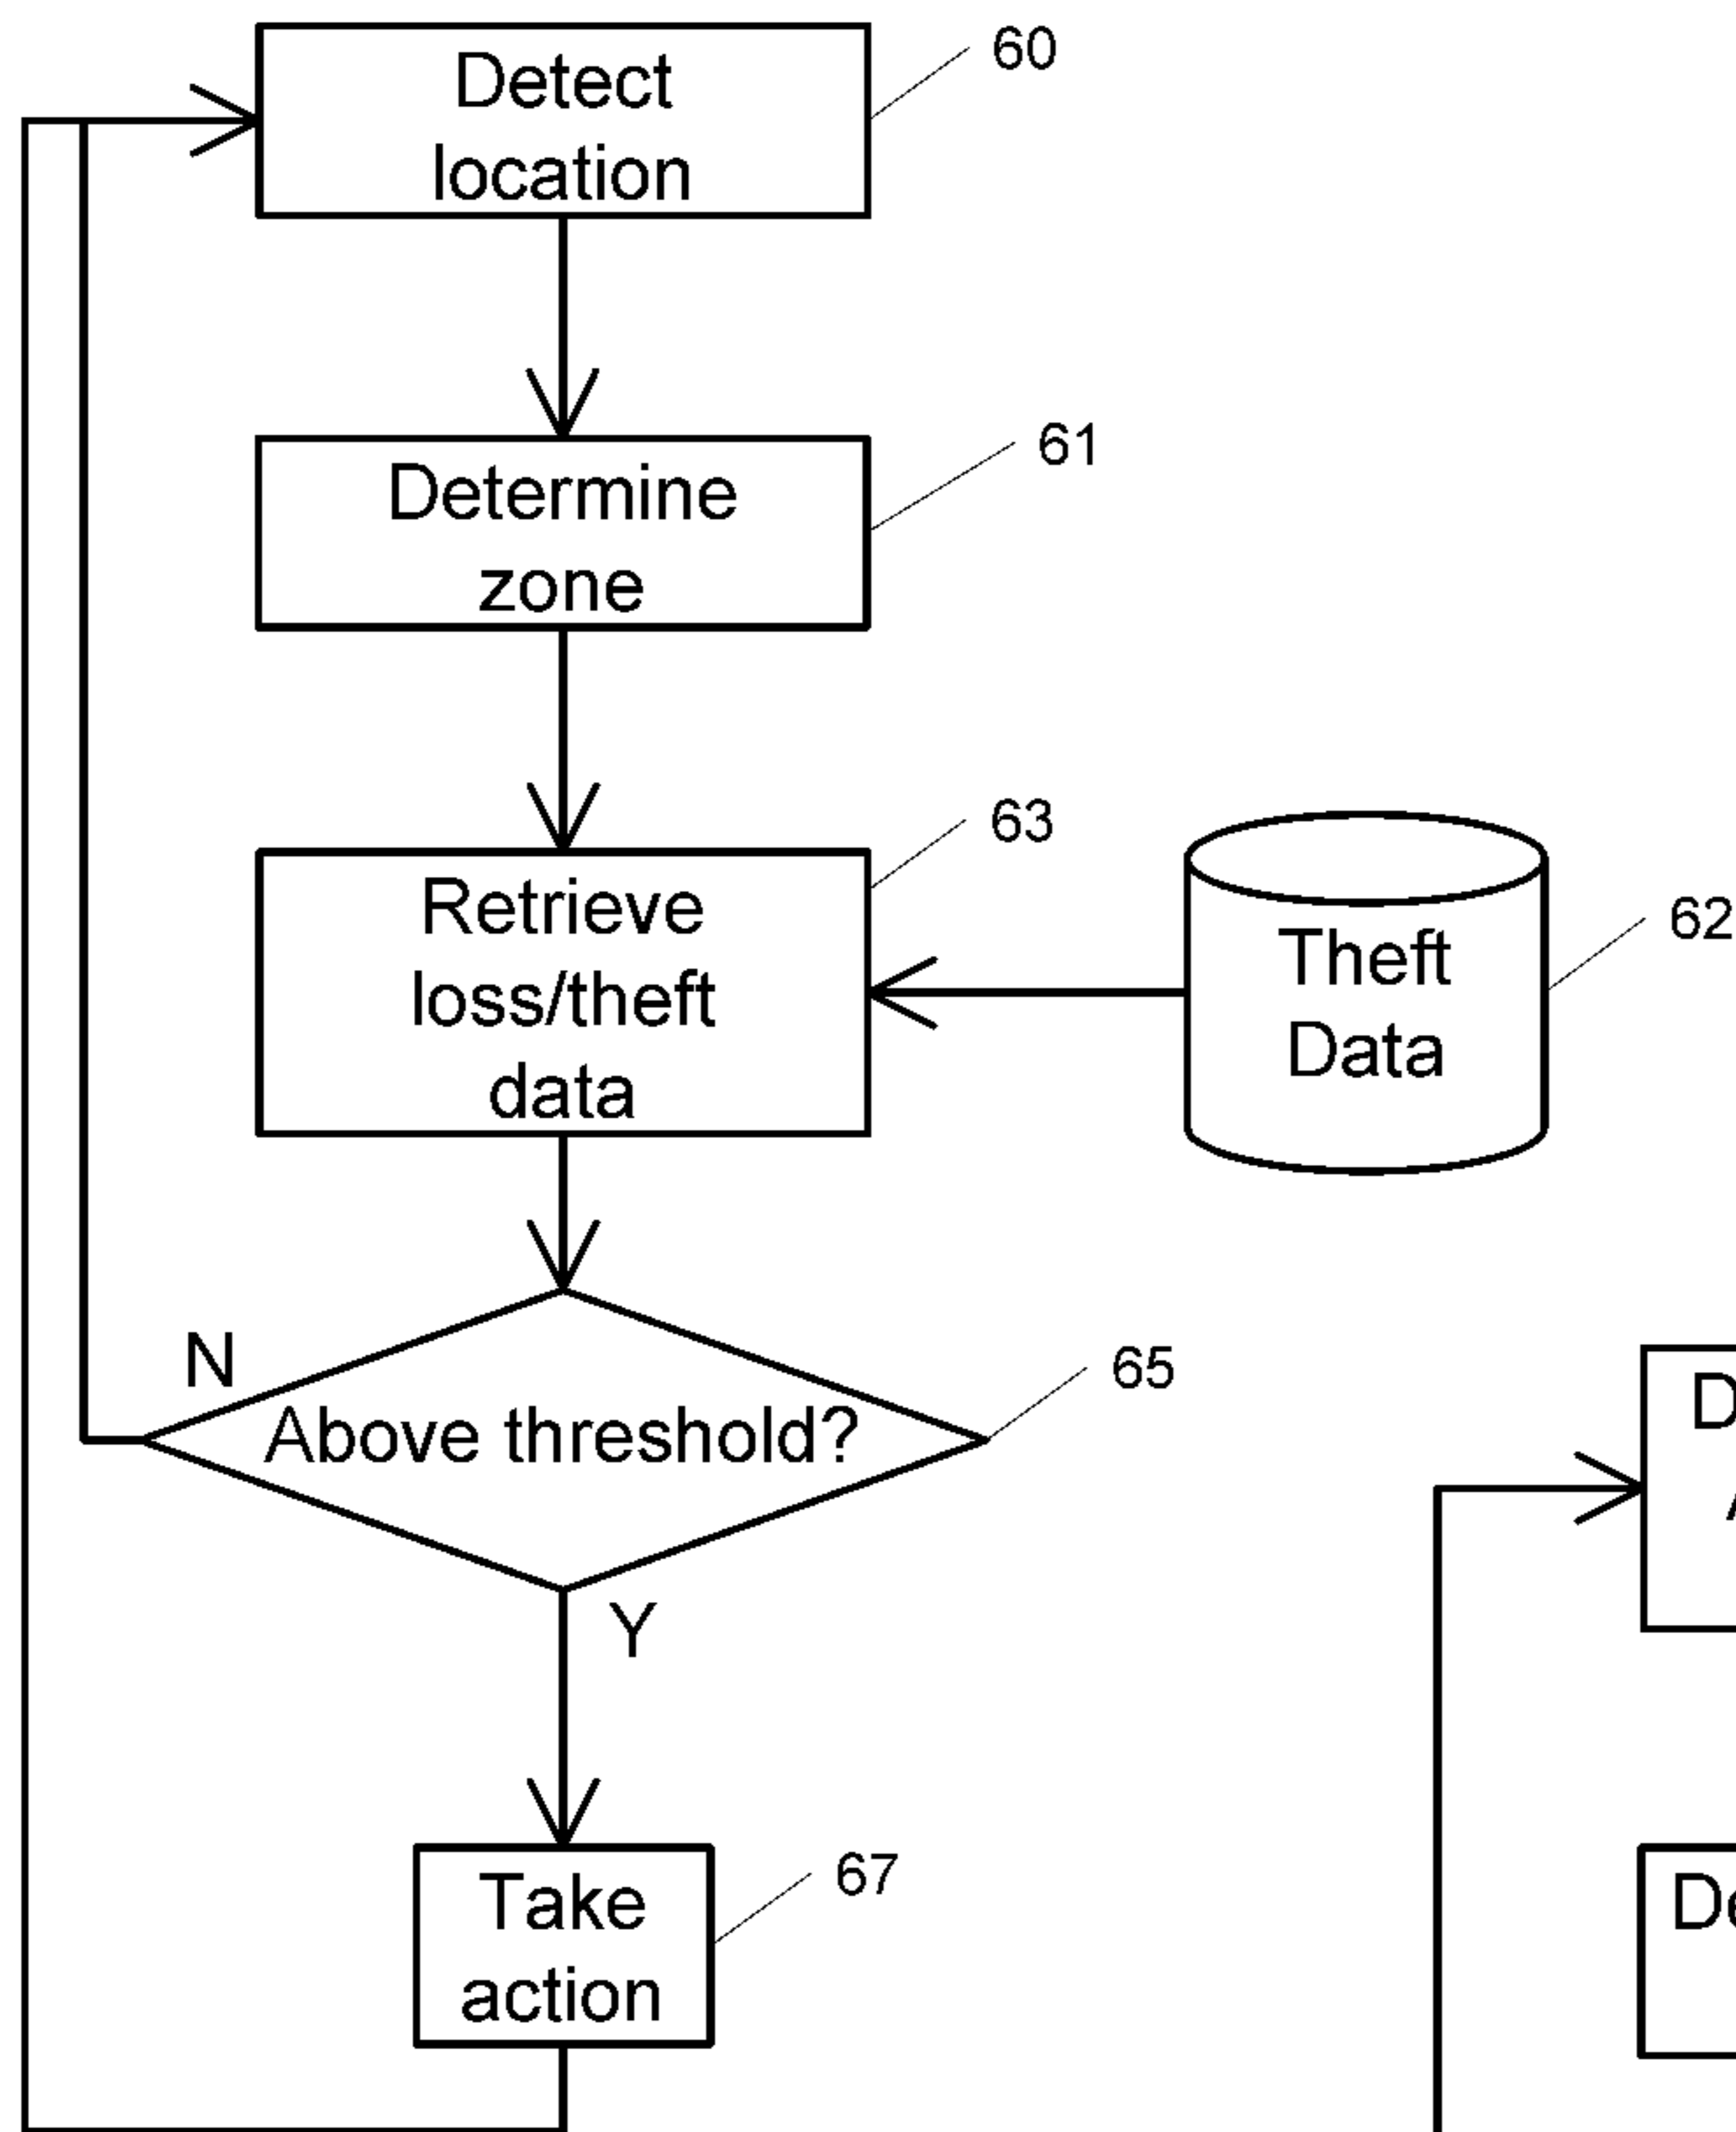 Detect
location
60
Determine
zone
61
Retrieve
loss/theft
data
63
Theft
Data
62
N
Above threshold?
65
Y
Take
action
67